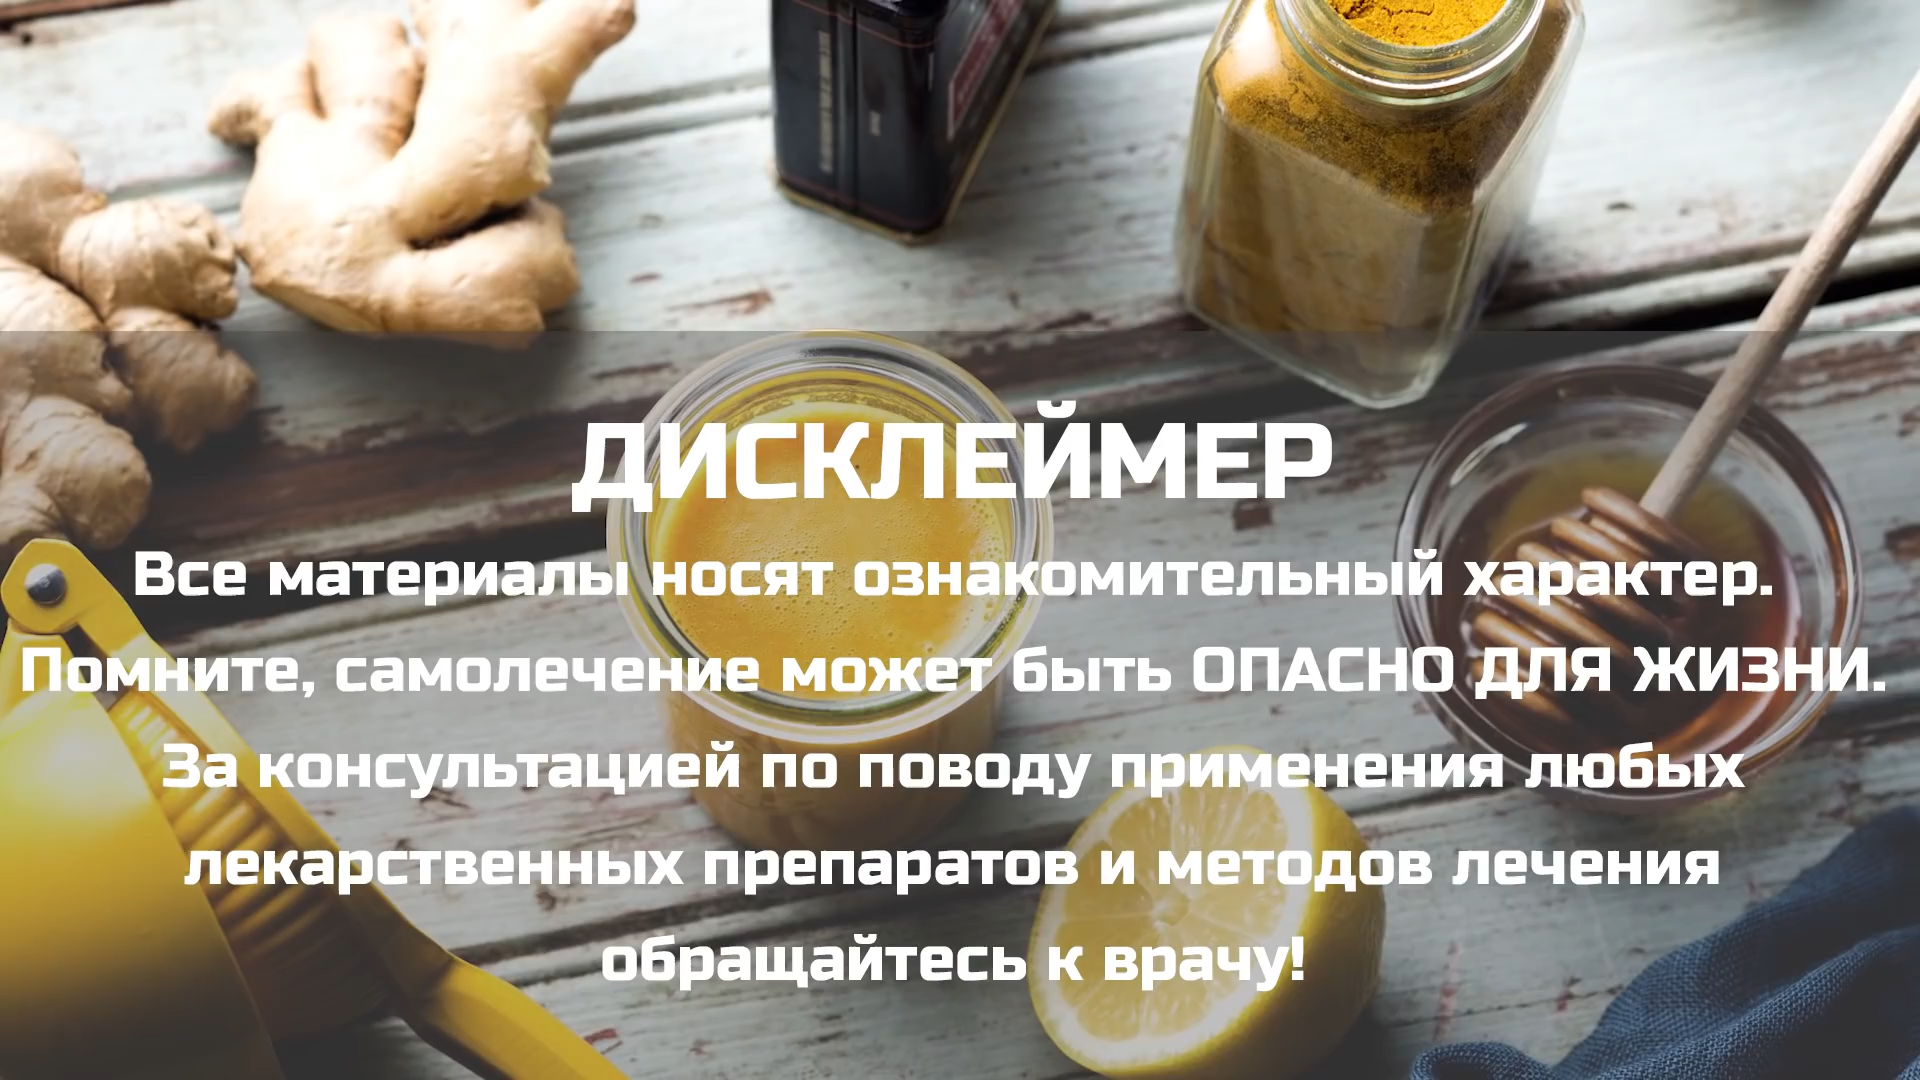 ДИСКЛЕЙМЕР
Все материалы носят ознакомительный характер.
Помните, самолечение может быть ОПАСНО ДЛЯ ЖИЗНИ.
За консультацией по поводу применения любых
лекарственных препаратов и методов лечения
обращайтесь к врачу!